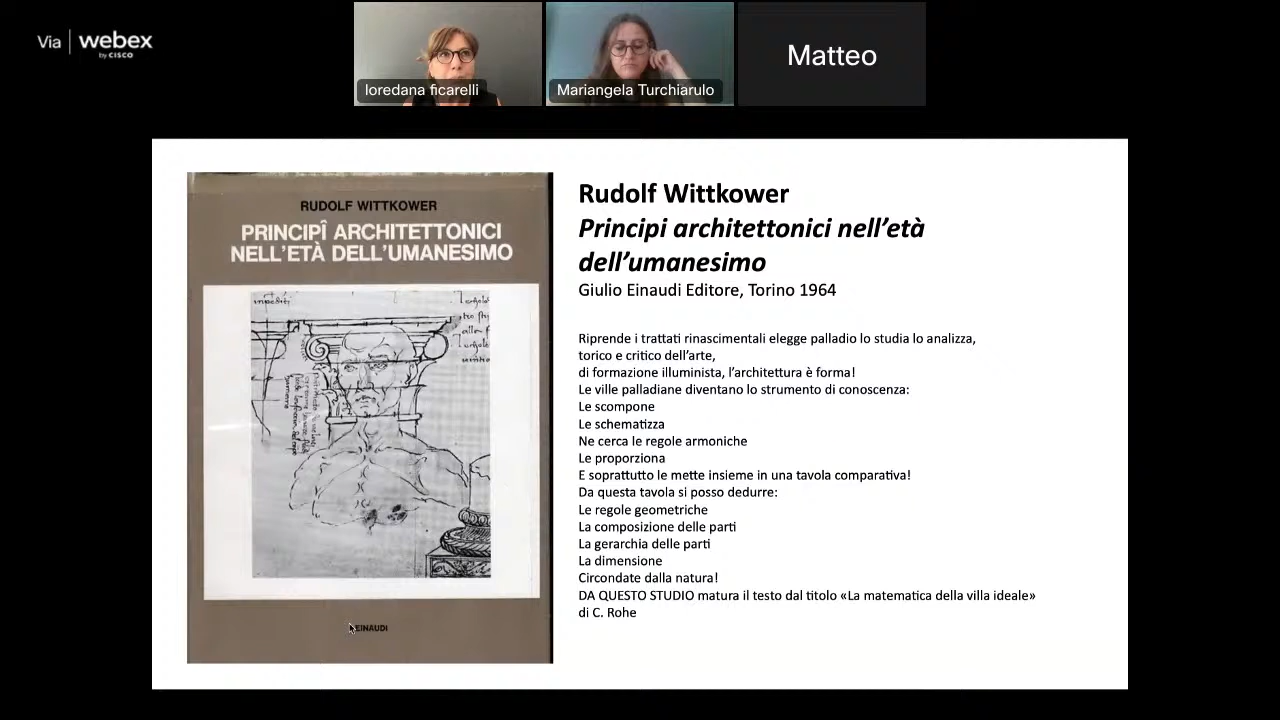 Via webex
by CISCO
loredana ficarelli
Mariangela Turchiarulo
Matteo
RUDOLF WITTKOWER
PRINCIPÎ ARCHITETTONICI
NELL'ETÀ DELL'UMANESIMO
EINAUDI
Rudolf Wittkower
Principi architettonici nell’età
dell’umanesimo
Giulio Einaudi Editore, Torino 1964
Riprende i trattati rinascimentali elegge palladio lo studia lo analizza,
torico e critico dell’arte,
di formazione illuminista, l’architettura è forma!
Le ville palladiane diventano lo strumento di conoscenza:
Le scompone
Le schematizza
Ne cerca le regole armoniche
Le proporziona
E soprattutto le mette insieme in una tavola comparativa!
Da questa tavola si posso dedurre:
Le regole geometriche
La composizione delle parti
La gerarchia delle parti
La dimensione
Circondate dalla natura!
DA QUESTO STUDIO matura il testo dal titolo «La matematica della villa ideale»
di C. Rohe